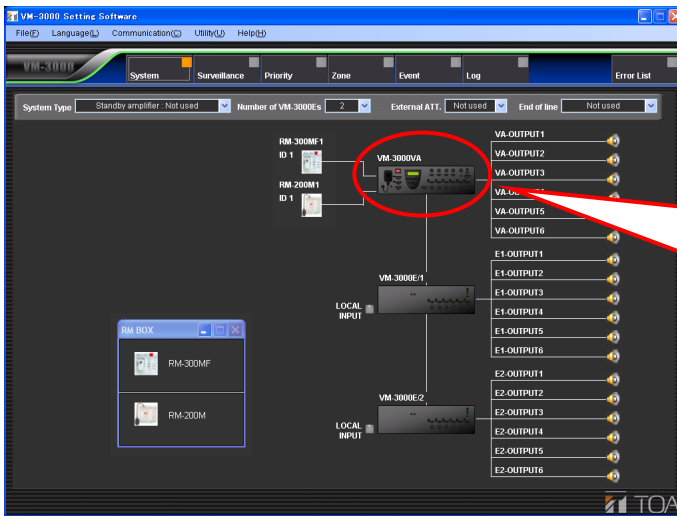 VM-3000 Setting Software
File(F) Language(L) Communication(C) Utility(U) Help(H)
VM-3000
System Surveillance Priority Zone Event Log Error List
System Type Standby amplifier : Not used Number of VM-3000Es 2 External ATT. Not used End of line Not used
RM-300MF1
ID 1
RM-200M1
ID 1
VM-3000VA
VA-OUTPUT1
VA-OUTPUT2
VA-OUTPUT3
VA-OUTPUT5
VA-OUTPUT6
VM-3000E/1
LOCAL
INPUT
E1-OUTPUT1
E1-OUTPUT2
E1-OUTPUT3
E1-OUTPUT4
E1-OUTPUT5
E1-OUTPUT6
RM BOX
RM-300MF
RM-200M
VM-3000E/2
LOCAL
INPUT
E2-OUTPUT1
E2-OUTPUT2
E2-OUTPUT3
E2-OUTPUT4
E2-OUTPUT5
E2-OUTPUT6
TOA